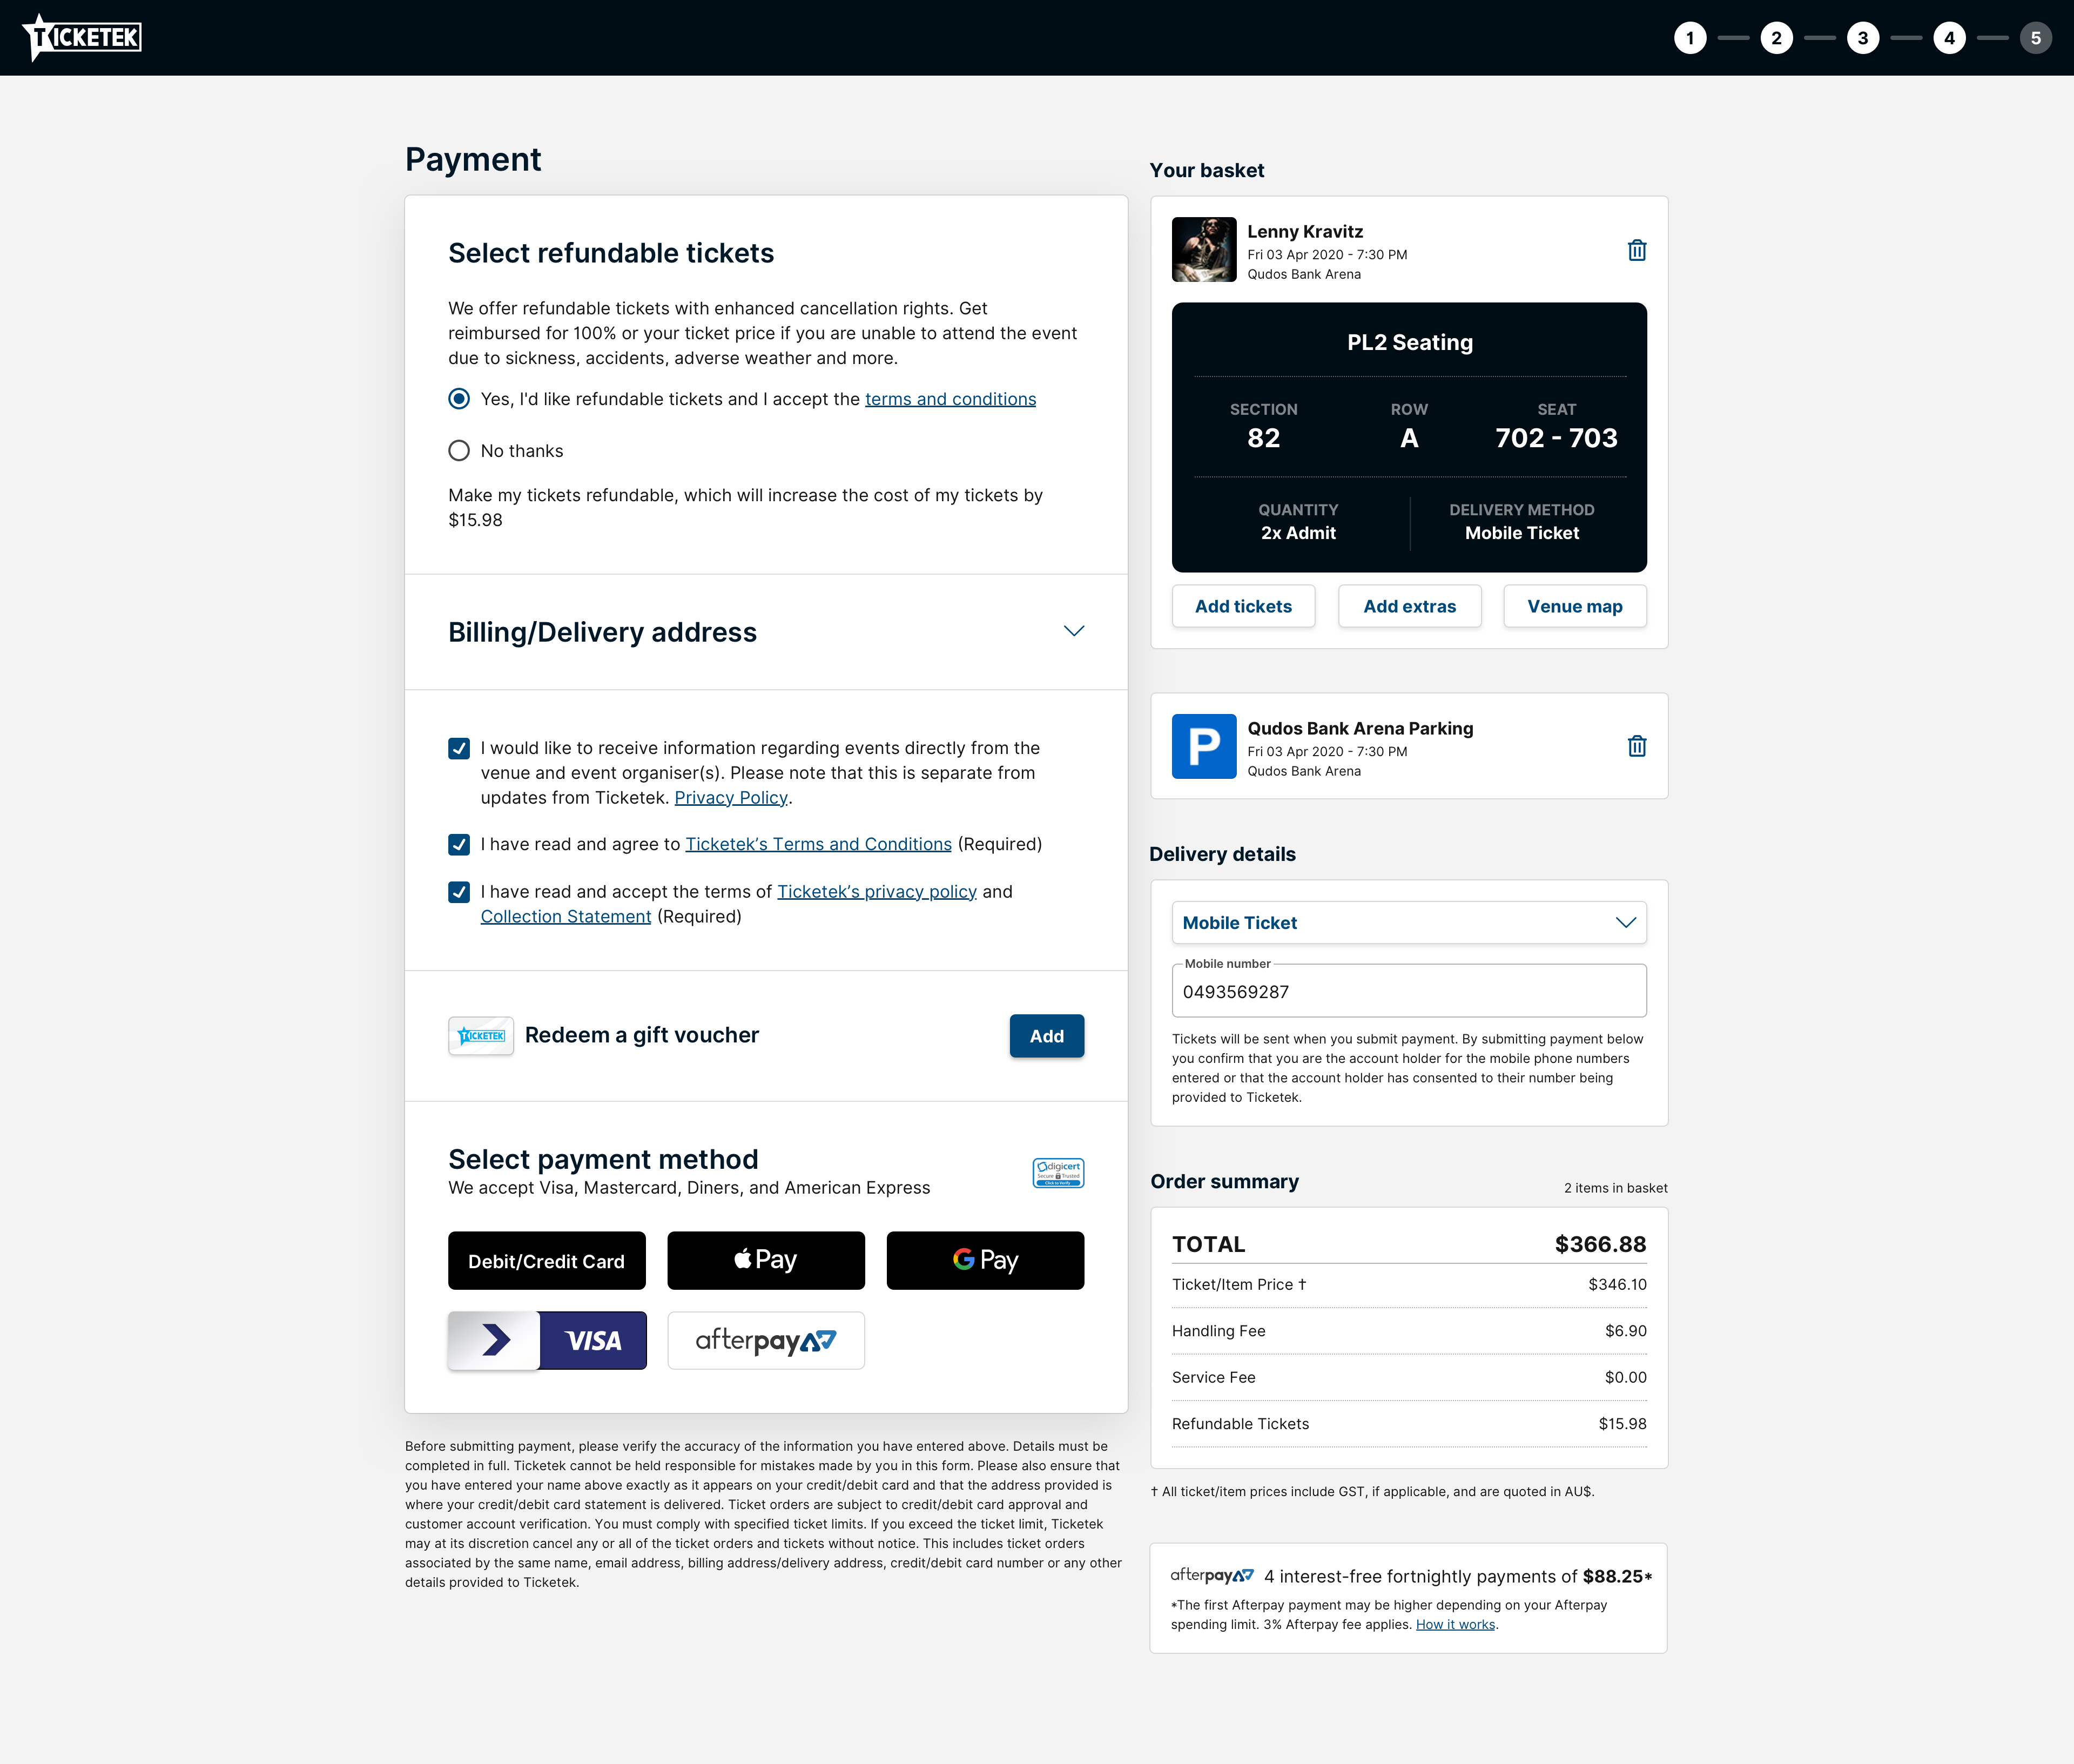 TICKETEK
1 2 3 4 5
Payment
Select refundable tickets
We offer refundable tickets with enhanced cancellation rights. Get
reimbursed for 100% or your ticket price if you are unable to attend the event
due to sickness, accidents, adverse weather and more.
Yes, I'd like refundable tickets and I accept the terms and conditions
No thanks
Make my tickets refundable, which will increase the cost of my tickets by
$15.98
Billing/Delivery address
I would like to receive information regarding events directly from the
venue and event organiser(s). Please note that this is separate from
updates from Ticketek. Privacy Policy.
I have read and agree to Ticketek’s Terms and Conditions (Required)
I have read and accept the terms of Ticketek’s privacy policy and
Collection Statement (Required)
TICKETEK
Redeem a gift voucher
Add
Select payment method
We accept Visa, Mastercard, Diners, and American Express
digicert
Secure Trusted
Click to Verify
Debit/Credit Card
Pay
G Pay
VISA
afterpay
Before submitting payment, please verify the accuracy of the information you have entered above. Details must be
completed in full. Ticketek cannot be held responsible for mistakes made by you in this form. Please also ensure that
you have entered your name above exactly as it appears on your credit/debit card and that the address provided is
where your credit/debit card statement is delivered. Ticket orders are subject to credit/debit card approval and
customer account verification. You must comply with specified ticket limits. If you exceed the ticket limit, Ticketek
may at its discretion cancel any or all of the ticket orders and tickets without notice. This includes ticket orders
associated by the same name, email address, billing address/delivery address, credit/debit card number or any other
details provided to Ticketek.
Your basket
Lenny Kravitz
Fri 03 Apr 2020 - 7:30 PM
Qudos Bank Arena
PL2 Seating
SECTION ROW SEAT
82 A 702 - 703
QUANTITY DELIVERY METHOD
2x Admit Mobile Ticket
Add tickets
Add extras
Venue map
P
Qudos Bank Arena Parking
Fri 03 Apr 2020 - 7:30 PM
Qudos Bank Arena
Delivery details
Mobile Ticket
Mobile number
0493569287
Tickets will be sent when you submit payment. By submitting payment below
you confirm that you are the account holder for the mobile phone numbers
entered or that the account holder has consented to their number being
provided to Ticketek.
Order summary
2 items in basket
TOTAL $366.88
Ticket/Item Price † $346.10
Handling Fee $6.90
Service Fee $0.00
Refundable Tickets $15.98
† All ticket/item prices include GST, if applicable, and are quoted in AU$.
afterpay 4 interest-free fortnightly payments of $88.25*
*The first Afterpay payment may be higher depending on your Afterpay
spending limit. 3% Afterpay fee applies. How it works.